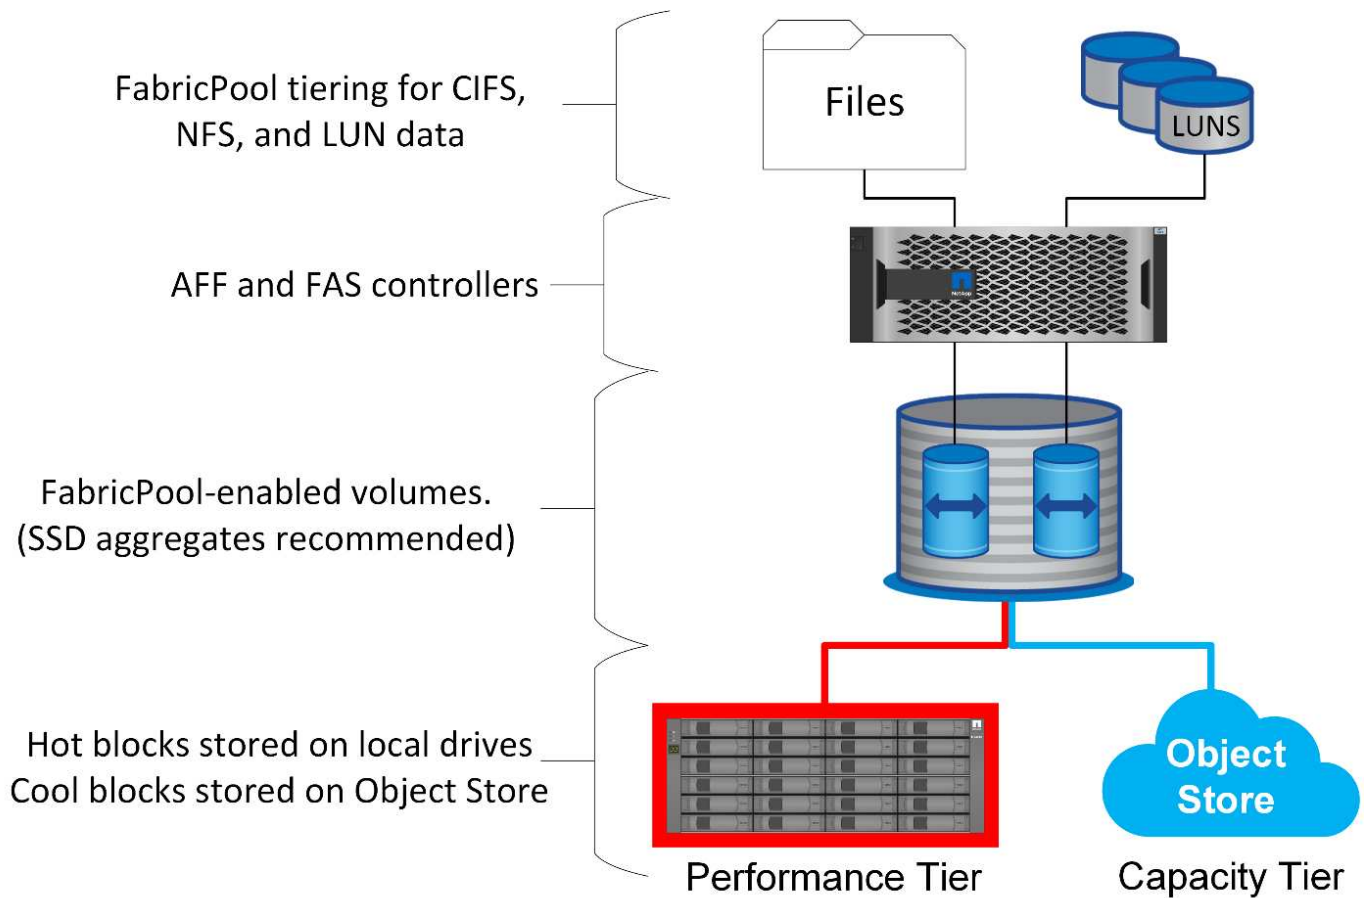 FabricPool tiering for CIFS,
NFS, and LUN data
Files
LUNS
AFF and FAS controllers
NetApp
FabricPool-enabled volumes.
(SSD aggregates recommended)
Hot blocks stored on local drives
Cool blocks stored on Object Store
Object
Store
Performance Tier
Capacity Tier